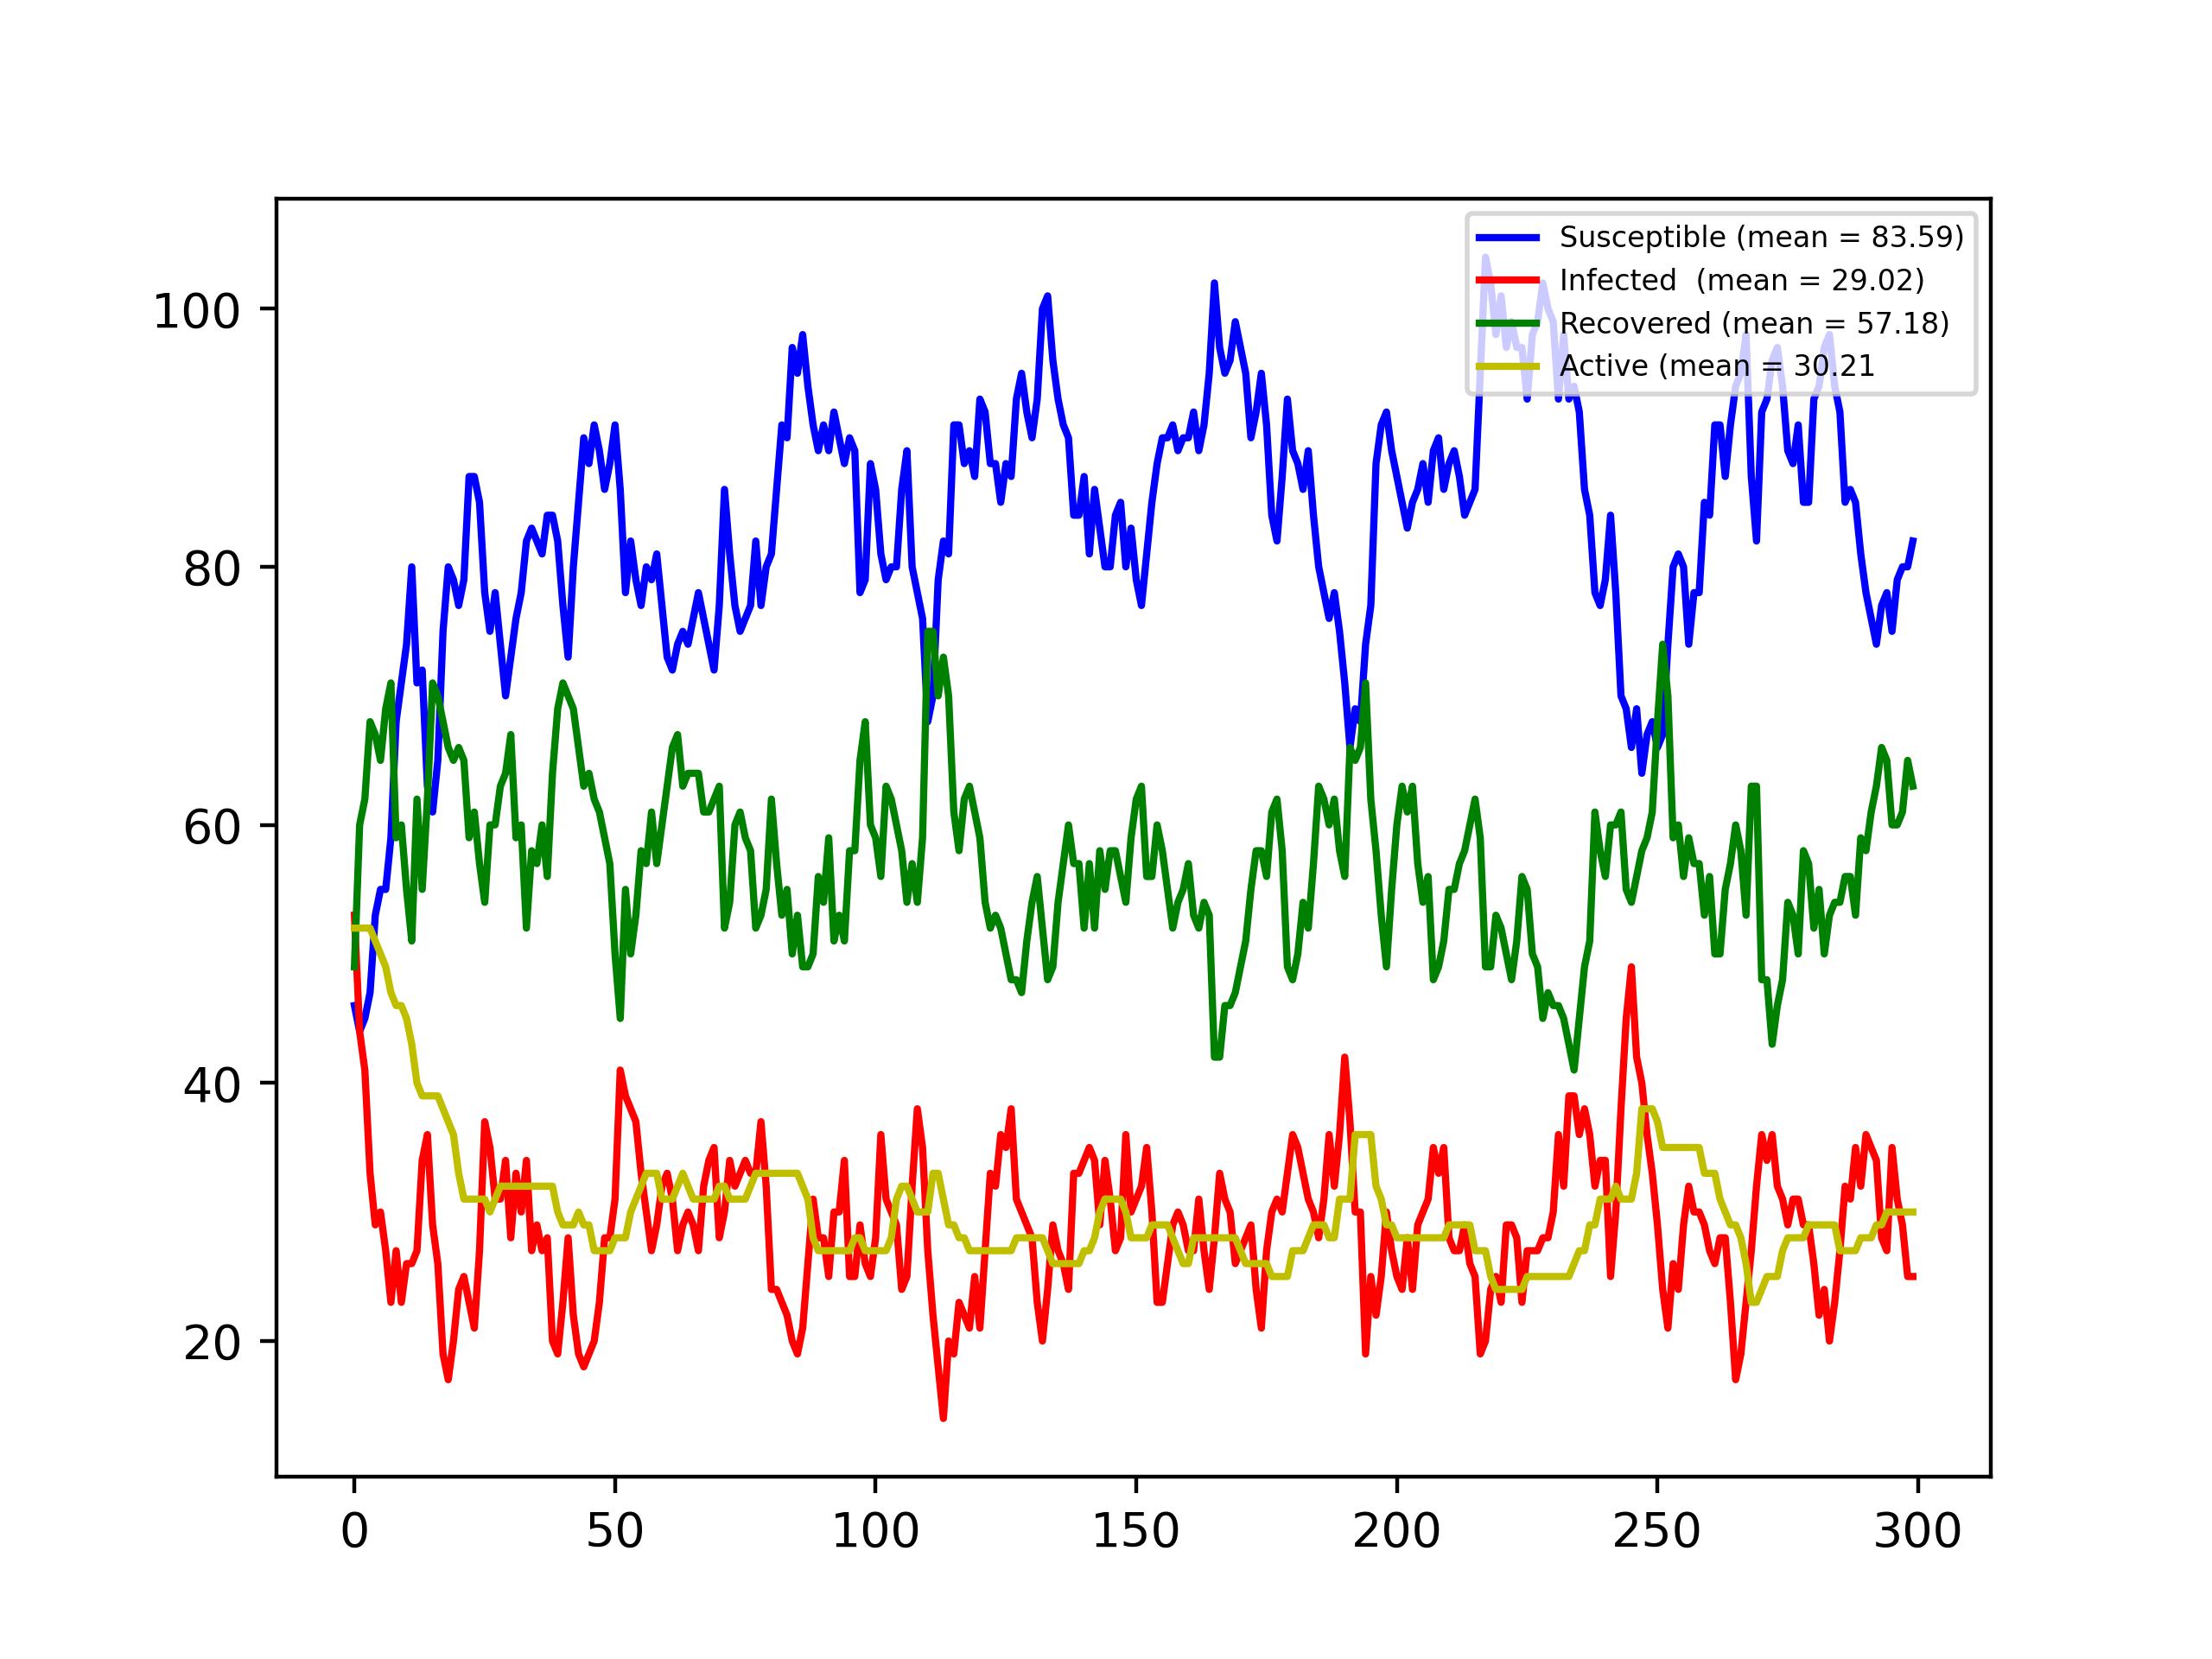 Susceptible (mean = 83.59)
Infected  (mean = 29.02)
Recovered (mean = 57.18)
Active (mean = 30.21
100
80
60
40
20
0 50 100 150 200 250 300